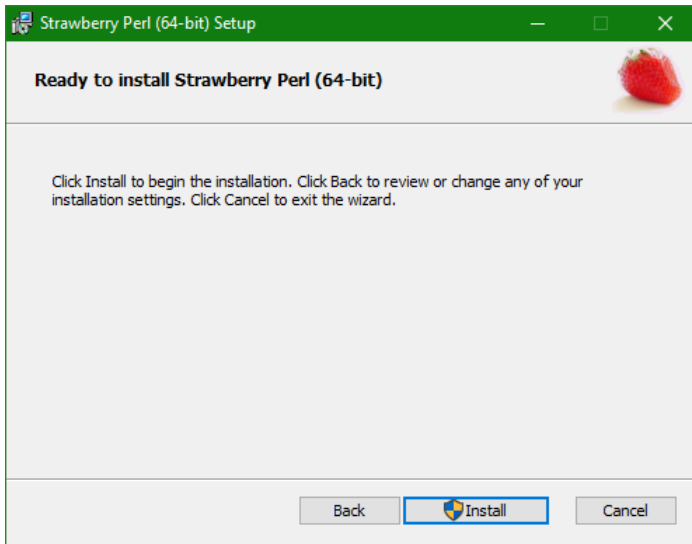 Strawberry Perl (64-bit) Setup
Ready to install Strawberry Perl (64-bit)
Click Install to begin the installation. Click Back to review or change any of your
installation settings. Click Cancel to exit the wizard.
Back
Install
Cancel